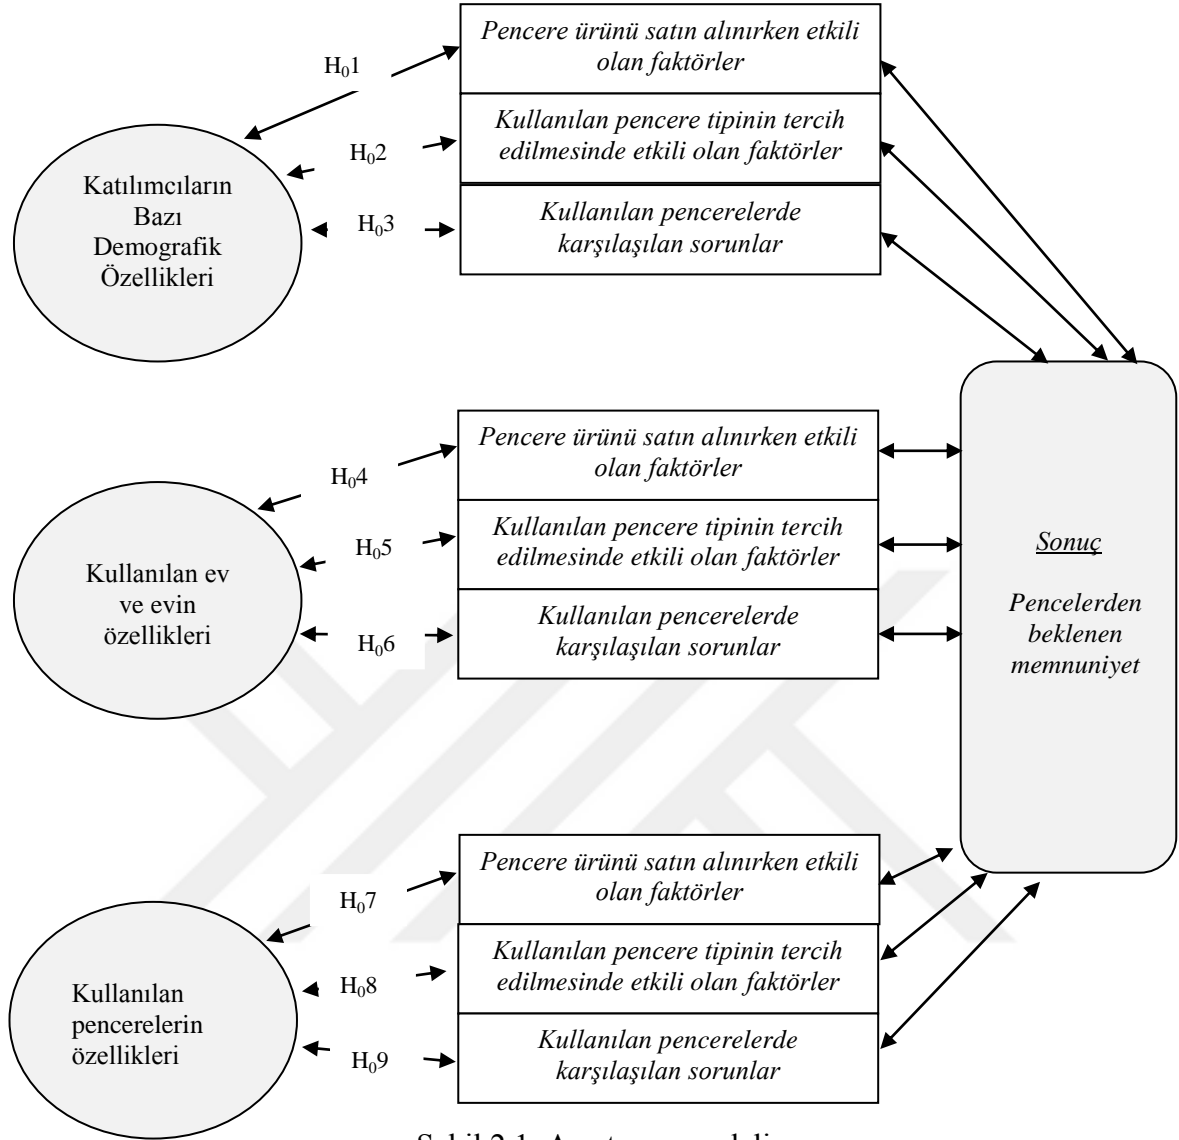 Pencere ürünü satın alınırken etkili
olan faktörler
H₀1
Kullanılan pencere tipinin tercih
edilmesinde etkili olan faktörler
H₀2
Katılımcıların
Bazı
Demografik
Özellikleri
Kullanılan pencerelerde
karşılaşılan sorunlar
H₀3
Pencere ürünü satın alınırken etkili
olan faktörler
H₀4
Kullanılan pencere tipinin tercih
edilmesinde etkili olan faktörler
H₀5
Kullanılan ev
ve evin
özellikleri
Kullanılan pencerelerde
karşılaşılan sorunlar
H₀6
Sonuç
Pencelerden
beklenen
memnuniyet
Pencere ürünü satın alınırken etkili
olan faktörler
H₀7
Kullanılan pencere tipinin tercih
edilmesinde etkili olan faktörler
H₀8
Kullanılan
pencerelerin
özellikleri
Kullanılan pencerelerde
karşılaşılan sorunlar
H₀9